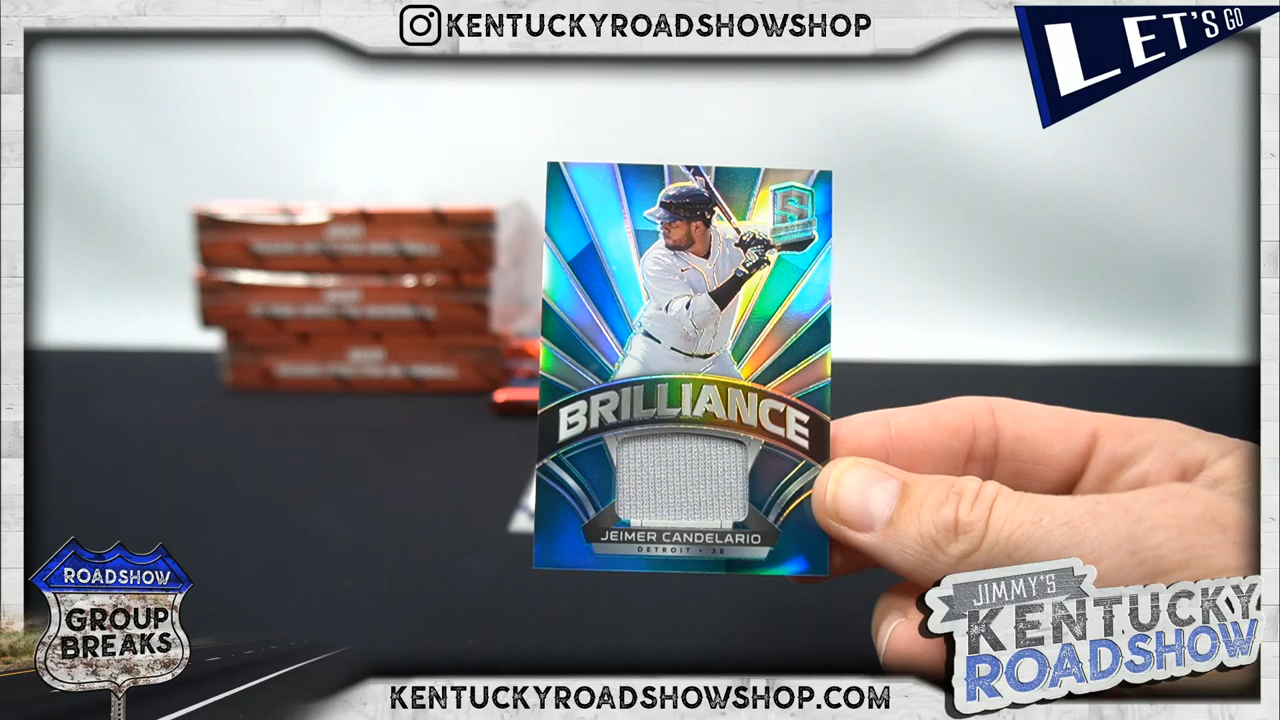 KENTUCKYROADSHOWSHOP
LET'S GO
S
BRILLIANCE
JEIMER CANDELARIO
DETROIT • 3B
ROADSHOW
GROUP
BREAKS
JIMMY'S
KENTUCKY
ROADSHOW
KENTUCKYROADSHOWSHOP.COM